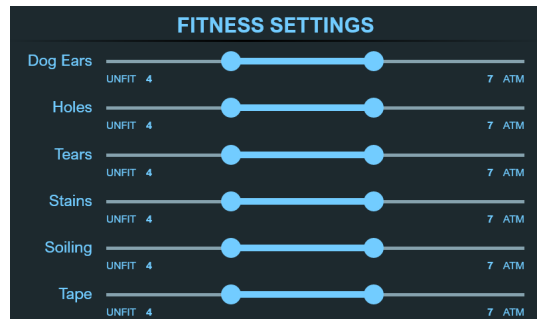 FITNESS SETTINGS
Dog Ears
UNFIT 4 7 ATM
Holes
UNFIT 4 7 ATM
Tears
UNFIT 4 7 ATM
Stains
UNFIT 4 7 ATM
Soiling
UNFIT 4 7 ATM
Tape
UNFIT 4 7 ATM